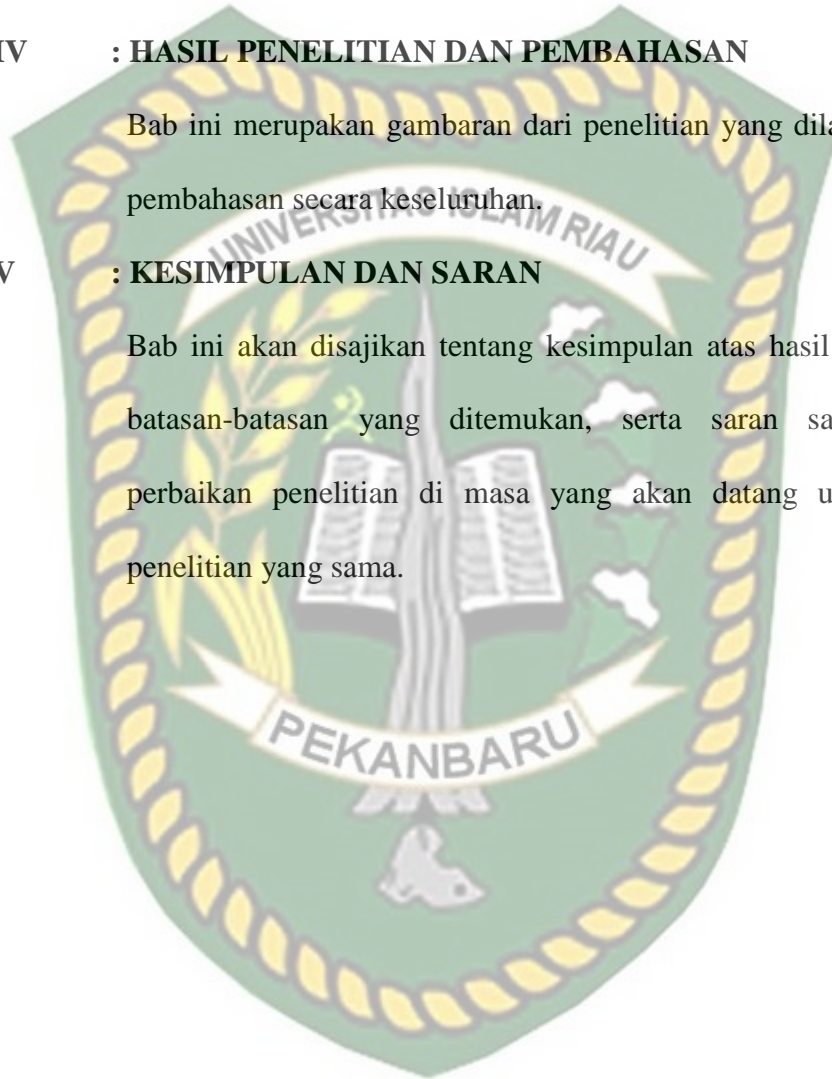 IV : HASIL PENELITIAN DAN PEMBAHASAN
Bab ini merupakan gambaran dari penelitian yang
pembahasan secara keseluruhan.
UNIVERSITAS ISLAM RIAU
V : KESIMPULAN DAN SARAN
Bab ini akan disajikan tentang kesimpulan atas hasil
batasan-batasan yang ditemukan, serta saran
perbaikan penelitian di masa yang akan datang
penelitian yang sama.
PEKANBARU